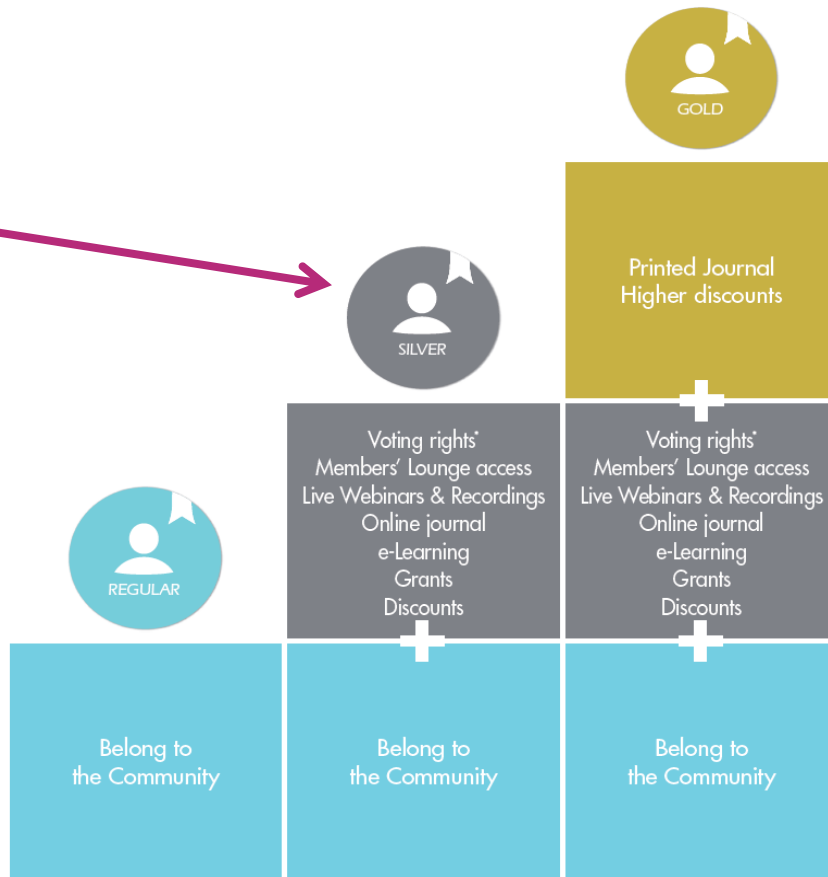 GOLD
Printed Journal
Higher discounts
SILVER
Voting rights*
Members' Lounge access
Live Webinars & Recordings
Online journal
e-Learning
Grants
Discounts
Voting rights*
Members' Lounge access
Live Webinars & Recordings
Online journal
e-Learning
Grants
Discounts
REGULAR
Belong to
the Community
Belong to
the Community
Belong to
the Community